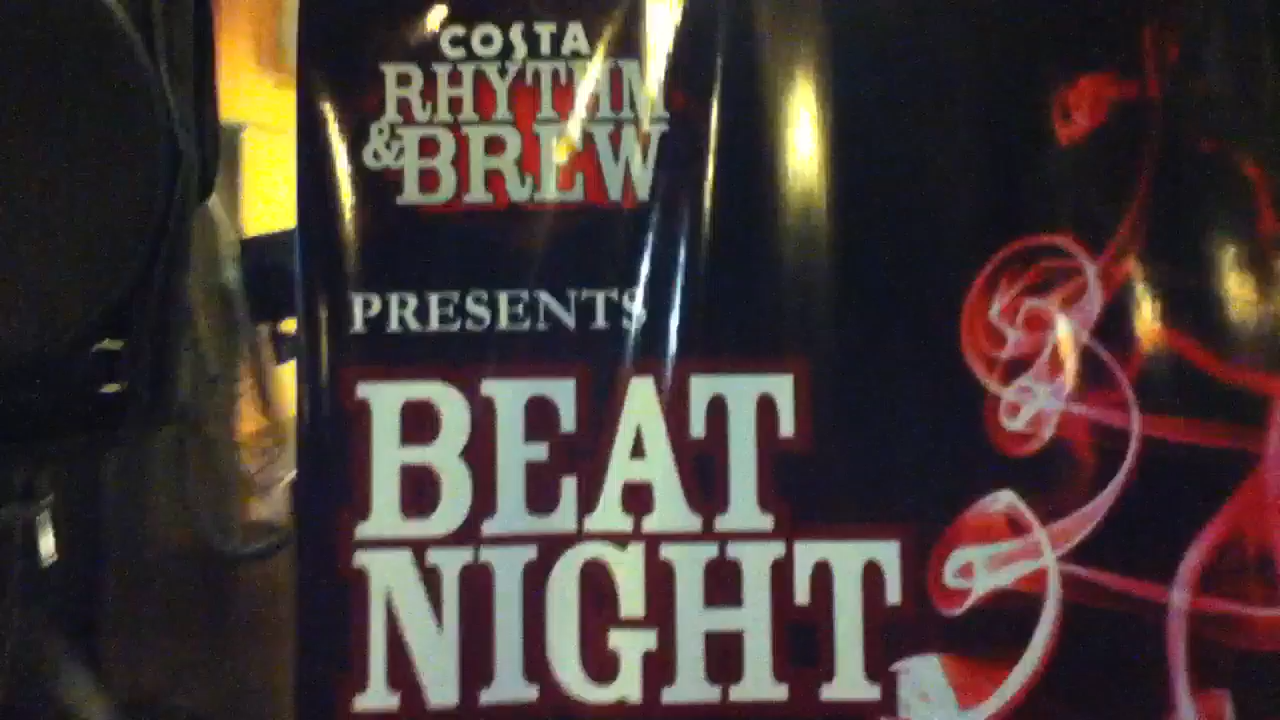 COSTA
RHYTHM
& BREW
PRESENTS
BEAT
NIGHT